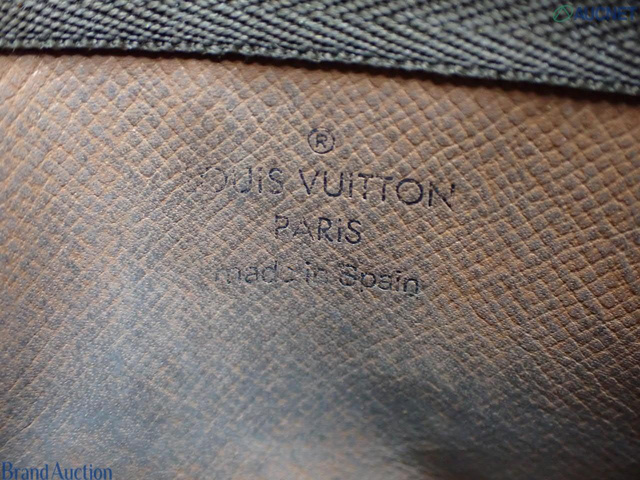 ®
LOUIS VUITTON
PARIS
made in Spain
Brand Auction